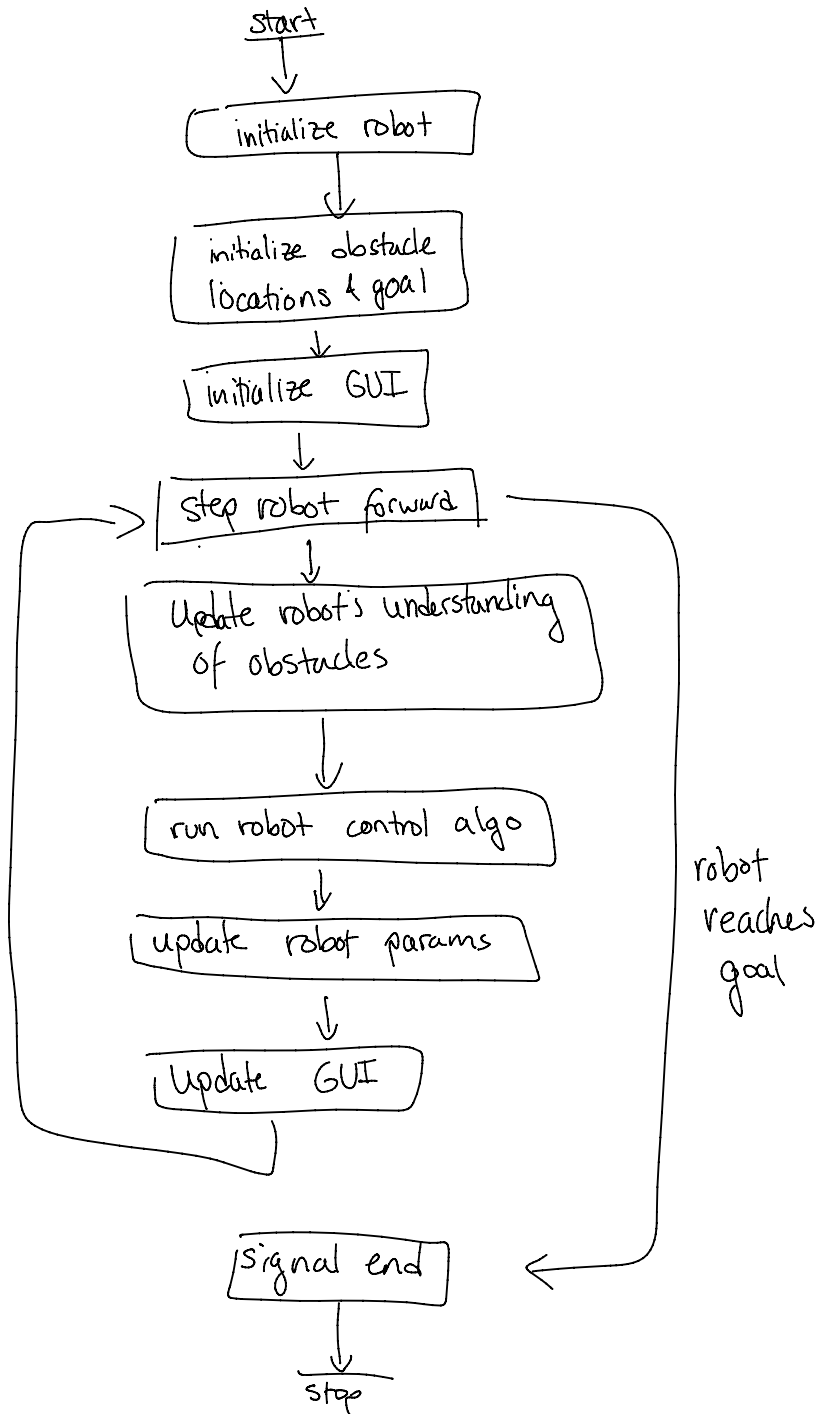 start
initialize robot
initialize obstacle
locations & goal
initialize GUI
step robot forward
Update robot's understanding
of obstacles
run robot control algo
update robot params
robot
reaches
goal
Update GUI
signal end
stop